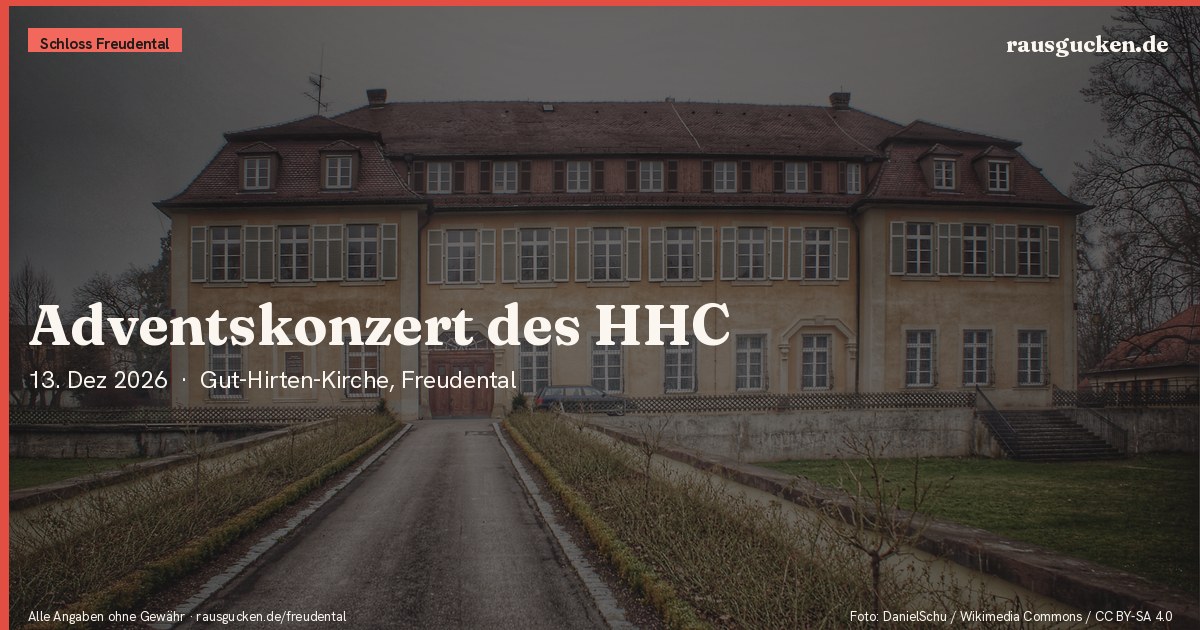 Schloss Freudental
rausgucken.de
Adventskonzert des HHC
13. Dez 2026 · Gut-Hirten-Kirche, Freudental
Alle Angaben ohne Gewähr · rausgucken.de/freudental
Foto: DanielSchu / Wikimedia Commons / CC BY-SA 4.0